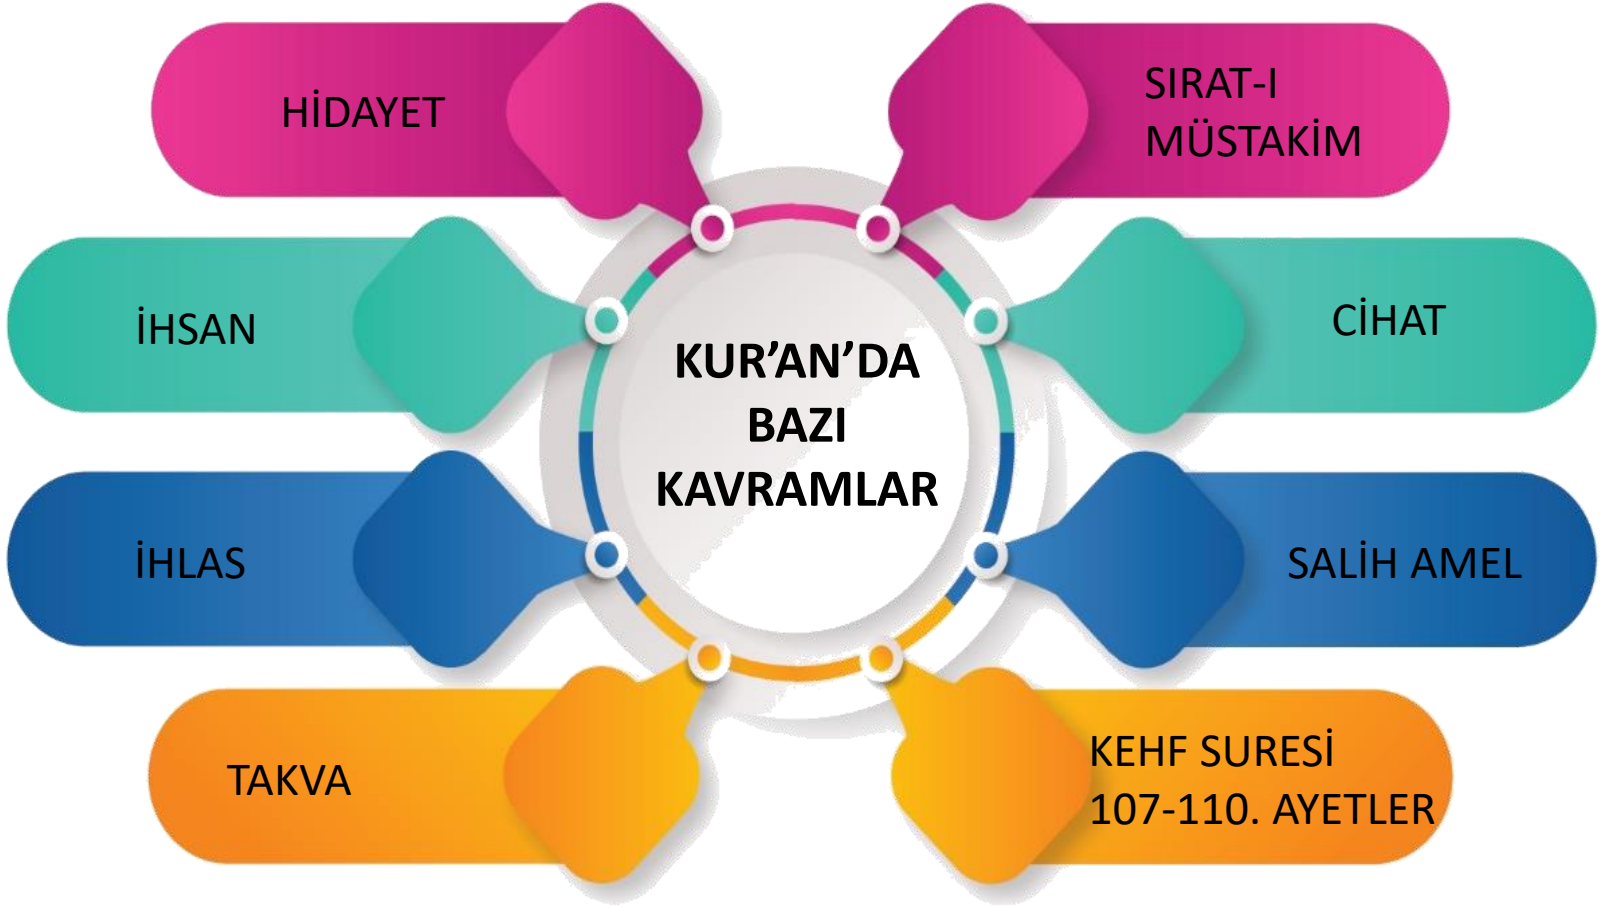 HİDAYET
SIRAT-I
MÜSTAKİM
İHSAN
CİHAT
KUR’AN’DA
BAZI
KAVRAMLAR
İHLAS
SALİH AMEL
TAKVA
KEHF SURESİ
107-110. AYETLER